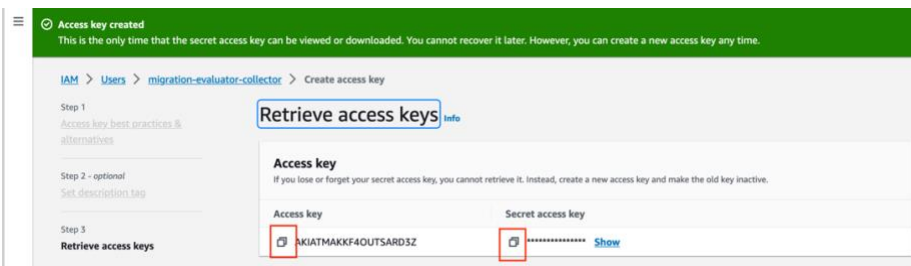 Access key created
This is the only time that the secret access key can be viewed or downloaded. You cannot recover it later. However, you can create a new access key any time.
IAM > Users > migration-evaluator-collector > Create access key
Step 1
Access key best practices &
alternatives
Step 2 - optional
Set description tag
Step 3
Retrieve access keys
Retrieve access keys Info
Access key
If you lose or forget your secret access key, you cannot retrieve it. Instead, create a new access key and make the old key inactive.
Access key Secret access key
AKIATMAKKF4OUTSARD3Z *************** Show